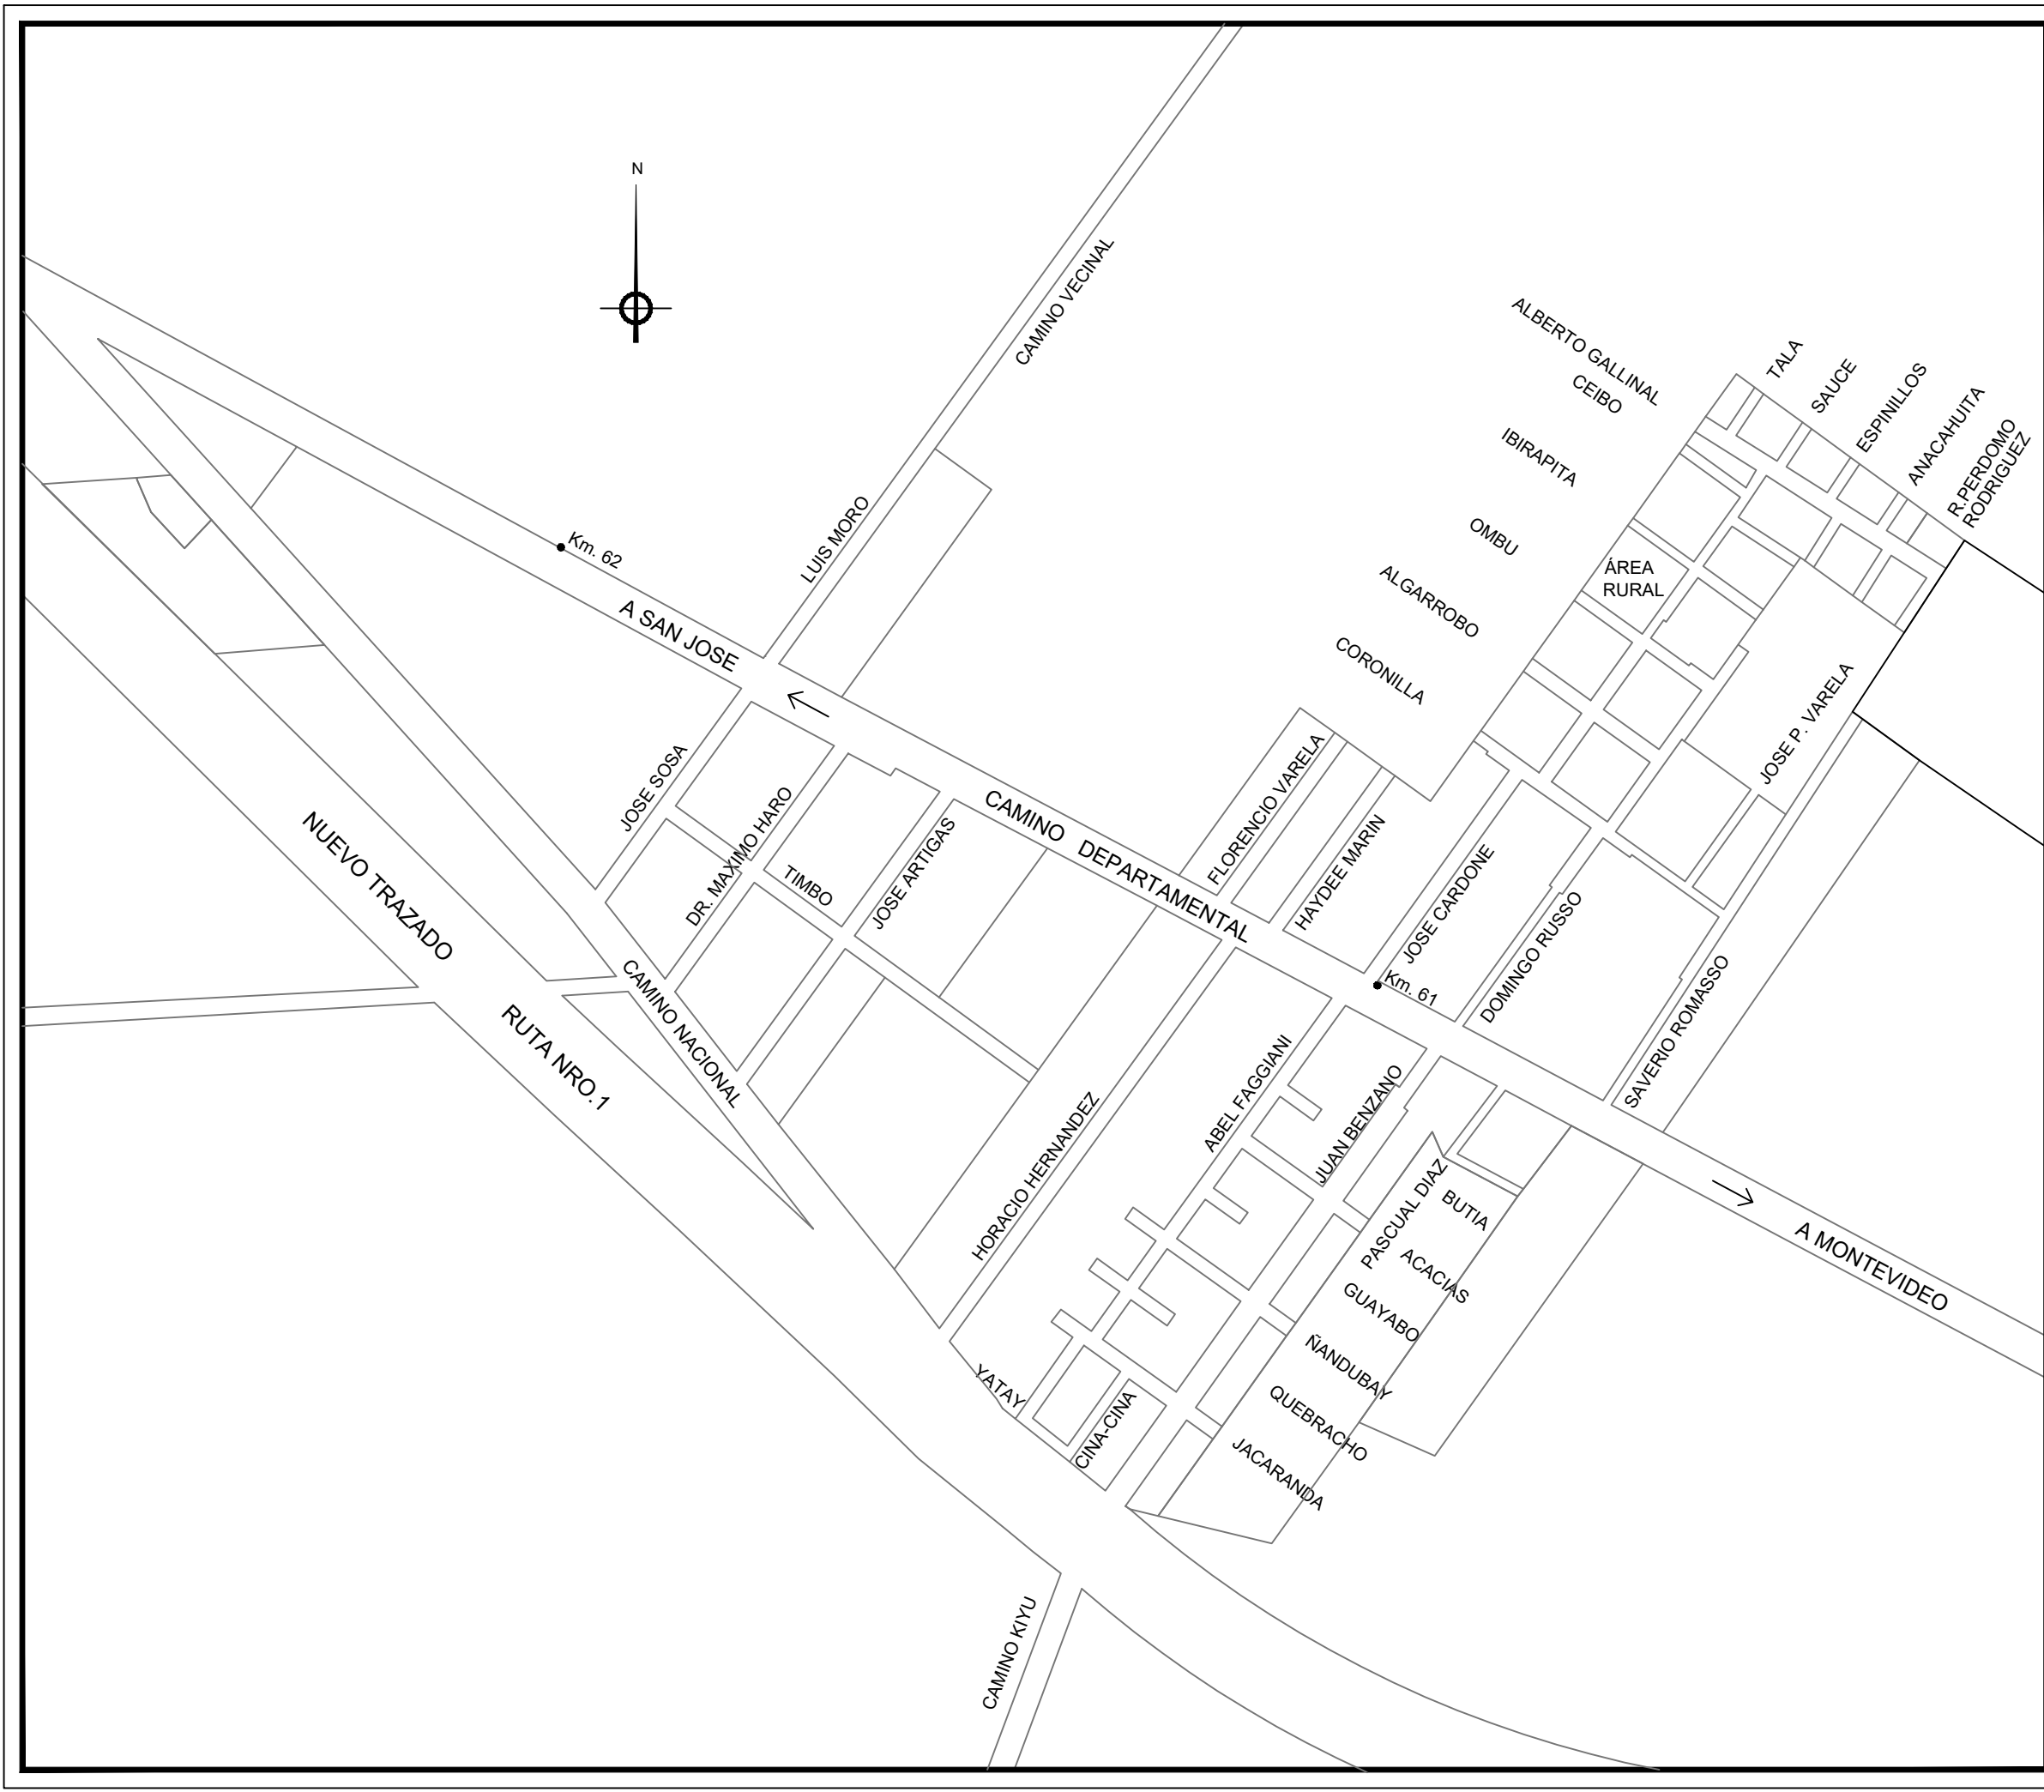 N
CAMINO VECINAL
ALBERTO GALLINAL
CEIBO
TALA
SAUCE
ESPINILLOS
ANACAHUITA
R.PERDOMO
RODRIGUEZ
IBIRAPITA
OMBU
ALGARROBO
CORONILLA
ÁREA
RURAL
LUIS MORO
Km. 62
A SAN JOSE
JOSE P. VARELA
JOSE SOSA
DR. MAXIMO HARO
TIMBO
JOSE ARTIGAS
CAMINO DEPARTAMENTAL
FLORENCIO VARELA
HAYDEE MARIN
JOSE CARDONE
DOMINGO RUSSO
Km. 61
SAVERIO ROMASSO
NUEVO TRAZADO
RUTA NRO.1
CAMINO NACIONAL
HORACIO HERNANDEZ
ABEL FAGGIANI
JUAN BENZANO
PASCUAL DIAZ
BUTIA
ACACIAS
GUAYABO
ÑANDUBAY
QUEBRACHO
JACARANDA
A MONTEVIDEO
YATAY
CINA-CINA
CAMINO KIYU